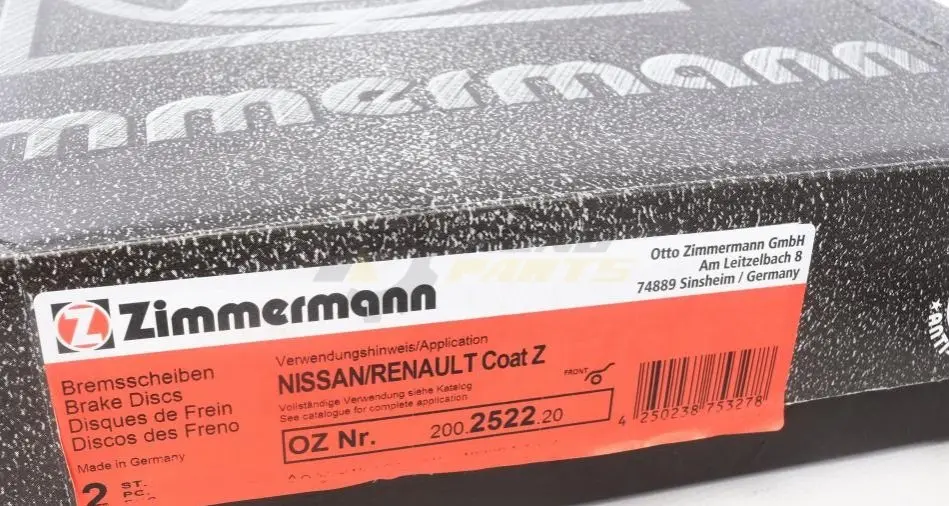 mmermann
Zimmermann
Otto Zimmermann GmbH
Am Leitzelbach 8
74889 Sinsheim / Germany
Bremsscheiben
Brake Discs
Disques de Frein
Discos des Freno
Made in Germany
2 ST.
PC.
Verwendungshinweis/Application
NISSAN/RENAULT Coat Z
Vollständige Verwendung siehe Katalog
See catalogue for complete application
FRONT
OZ Nr. 200.2522.20
4 250238 753278
PARTS